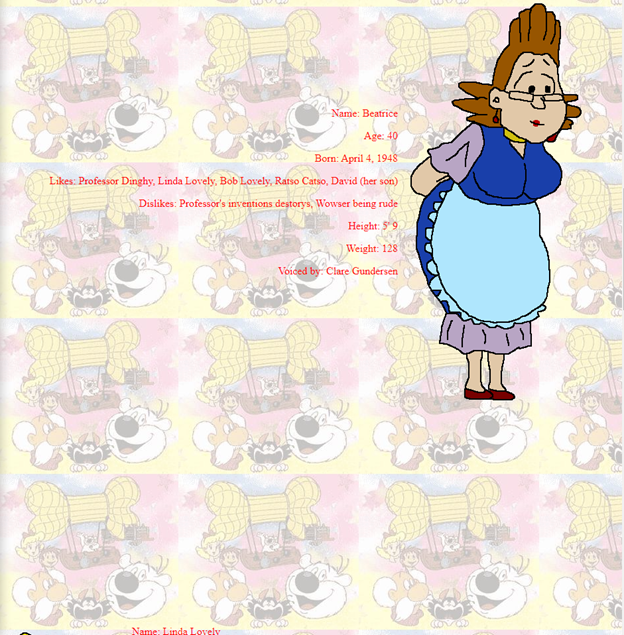 Name: Beatrice
Age: 40
Born: April 4, 1948
Likes: Professor Dinghy, Linda Lovely, Bob Lovely, Ratso Catso, David (her son)
Dislikes: Professor's inventions destorys, Wowser being rude
Height: 5' 9
Weight: 128
Voiced by: Clare Gundersen
Name: Linda Lovely